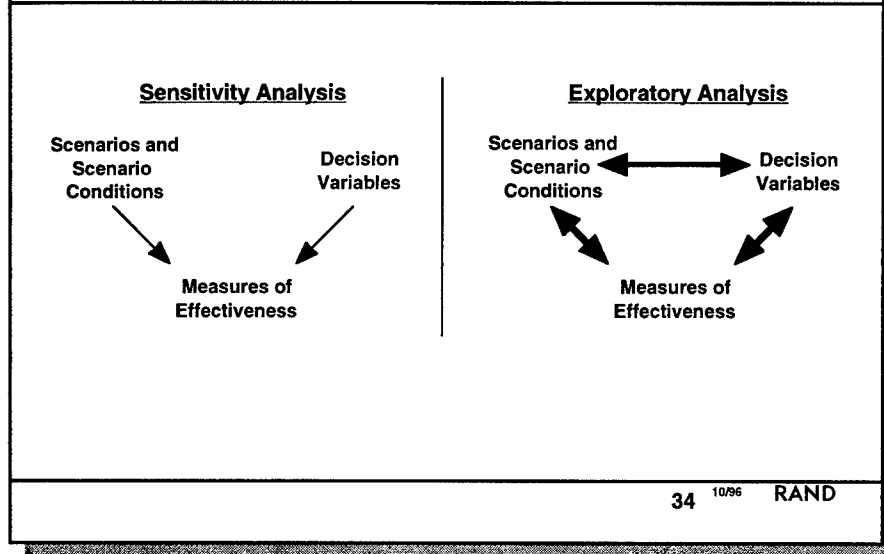 Sensitivity Analysis
Scenarios and
Scenario
Conditions
Decision
Variables
Measures of
Effectiveness
Exploratory Analysis
Scenarios and
Scenario
Conditions
Decision
Variables
Measures of
Effectiveness
34 10/96 RAND